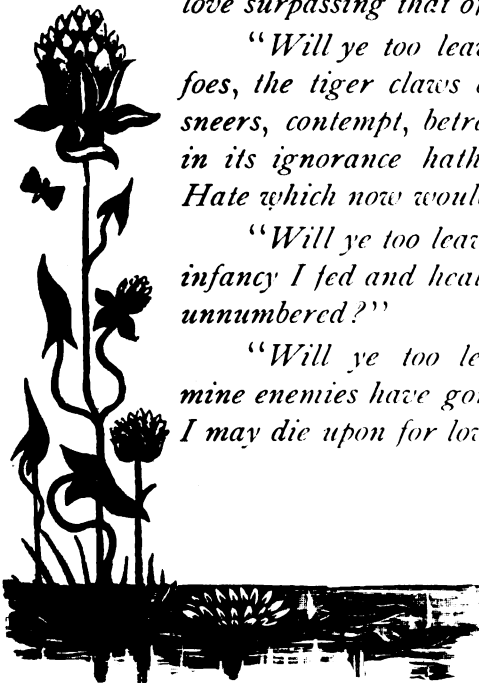 love surpassing that o
"Will ye too leav
foes, the tiger claws
sneers, contempt, betra
in its ignorance hath
Hate which now woul
"Will ye too leav
infancy I fed and heal
unnumbered?"
"Will ye too le
mine enemies have go
I may die upon for lov